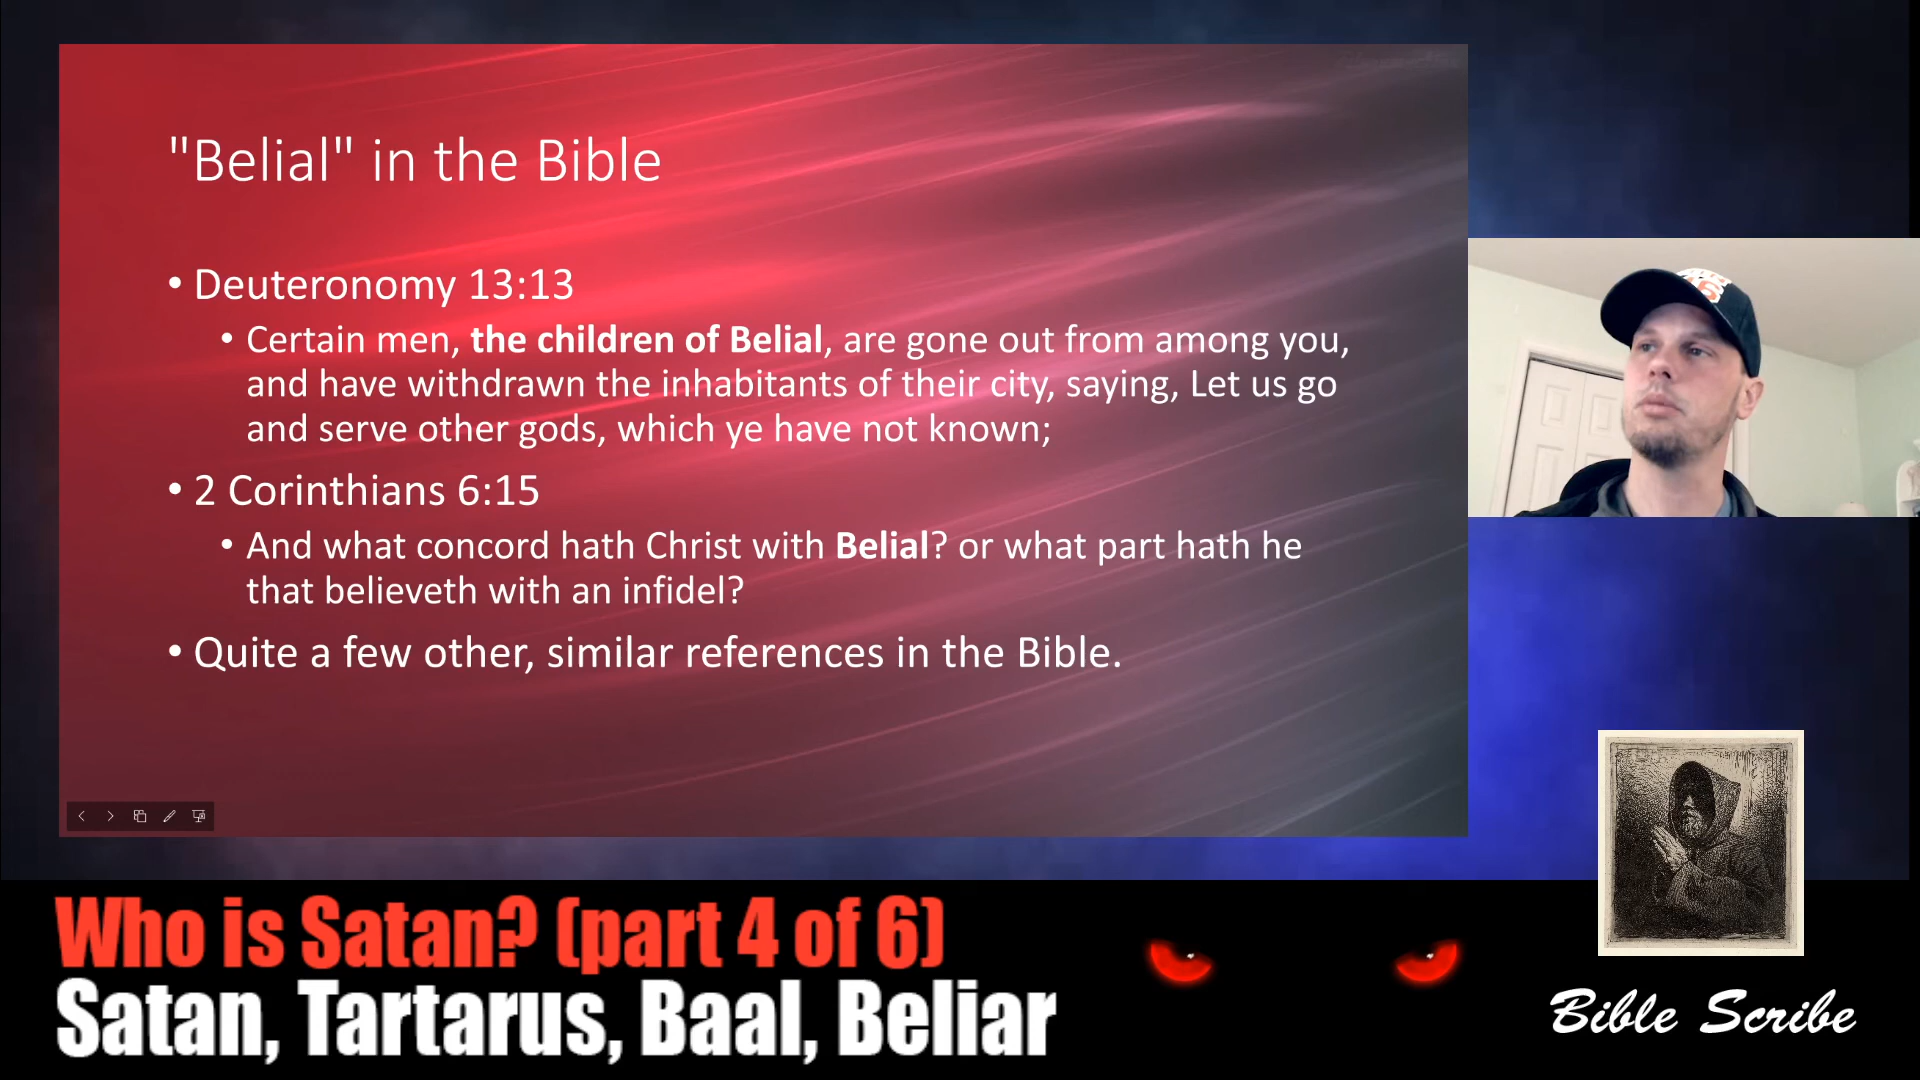 "Belial" in the Bible
• Deuteronomy 13:13
• Certain men, the children of Belial, are gone out from among you,
and have withdrawn the inhabitants of their city, saying, Let us go
and serve other gods, which ye have not known;
• 2 Corinthians 6:15
• And what concord hath Christ with Belial? or what part hath he
that believeth with an infidel?
• Quite a few other, similar references in the Bible.
Who is Satan? (part 4 of 6)
Satan, Tartarus, Baal, Beliar
Bible Scribe